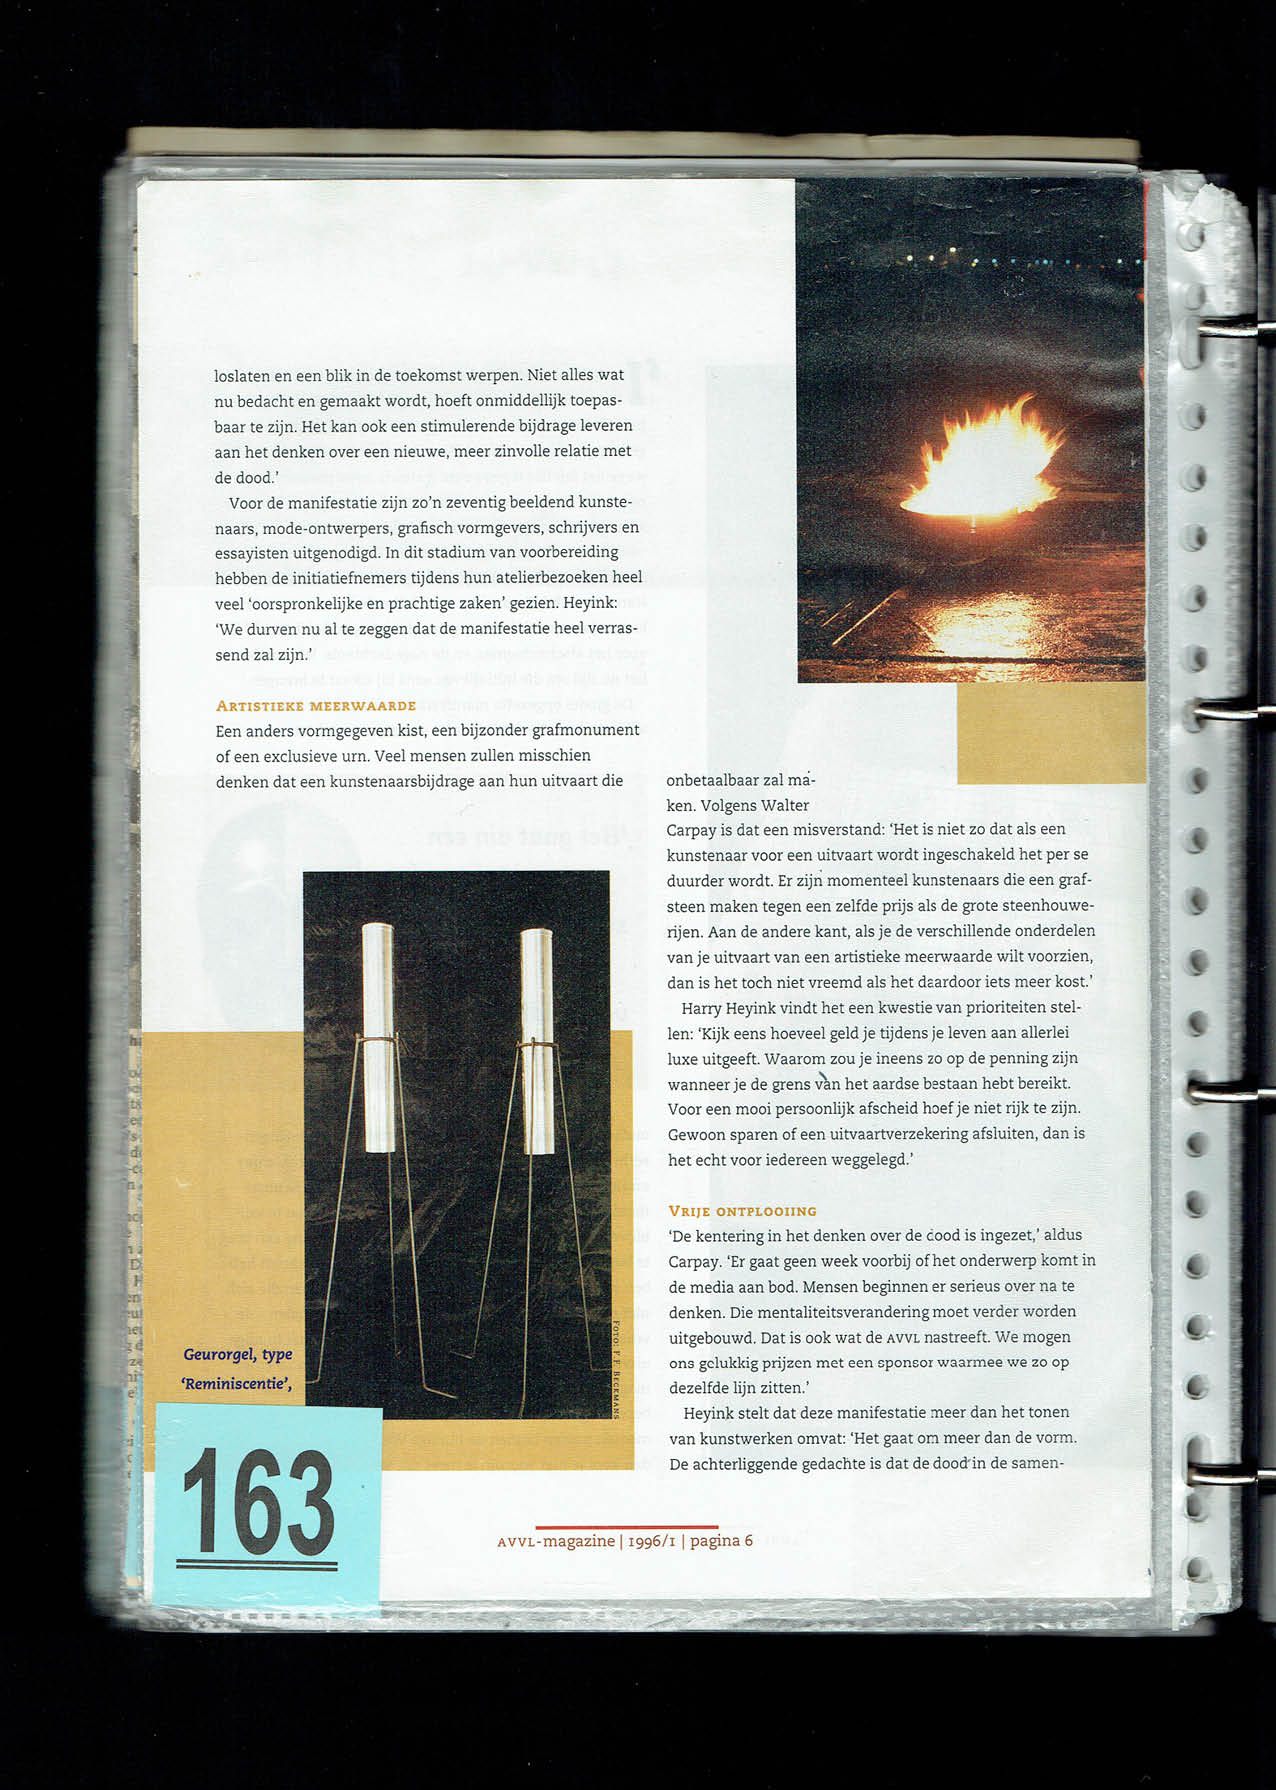 loslaten en een blik in de toekomst werpen. Niet alles wat
nu bedacht en gemaakt wordt, hoeft onmiddellijk toepas-
baar te zijn. Het kan ook een stimulerende bijdrage leveren
aan het denken over een nieuwe, meer zinvolle relatie met
de dood.’
Voor de manifestatie zijn zo’n zeventig beeldend kunste-
naars, mode-ontwerpers, grafisch vormgevers, schrijvers en
essayisten uitgenodigd. In dit stadium van voorbereiding
hebben de initiatiefnemers tijdens hun atelierbezoeken heel
veel ‘oorspronkelijke en prachtige zaken’ gezien. Heyink:
‘We durven nu al te zeggen dat de manifestatie heel verras-
send zal zijn.’
ARTISTIEKE MEERWAARDE
Een anders vormgegeven kist, een bijzonder grafmonument
of een exclusieve urn. Veel mensen zullen misschien
denken dat een kunstenaarsbijdrage aan hun uitvaart die
onbetaalbaar zal ma-
ken. Volgens Walter
Carpay is dat een misverstand: ‘Het is niet zo dat als een
kunstenaar voor een uitvaart wordt ingeschakeld het per se
duurder wordt. Er zijn momenteel kunstenaars die een graf-
steen maken tegen een zelfde prijs als de grote steenhouwe-
rijen. Aan de andere kant, als je de verschillende onderdelen
van je uitvaart van een artistieke meerwaarde wilt voorzien,
dan is het toch niet vreemd als het daardoor iets meer kost.’
Harry Heyink vindt het een kwestie van prioriteiten stel-
len: ‘Kijk eens hoeveel geld je tijdens je leven aan allerlei
luxe uitgeeft. Waarom zou je ineens zo op de penning zijn
wanneer je de grens van het aardse bestaan hebt bereikt.
Voor een mooi persoonlijk afscheid hoef je niet rijk te zijn.
Gewoon sparen of een uitvaartverzekering afsluiten, dan is
het echt voor iedereen weggelegd.’
VRIJE ONTPLOOIING
‘De kentering in het denken over de dood is ingezet,’ aldus
Carpay. ‘Er gaat geen week voorbij of het onderwerp komt in
de media aan bod. Mensen beginnen er serieus over na te
denken. Die mentaliteitsverandering moet verder worden
uitgebouwd. Dat is ook wat de AVVL nastreeft. We mogen
ons gelukkig prijzen met een sponsor waarmee we zo op
dezelfde lijn zitten.’
Heyink stelt dat deze manifestatie meer dan het tonen
van kunstwerken omvat: ‘Het gaat om meer dan de vorm.
De achterliggende gedachte is dat de dood in de samen-
FOTO: F.F. BECKMANS
Geurorgel, type
‘Reminiscentie’,
163
AVVL-magazine | 1996/1 | pagina 6